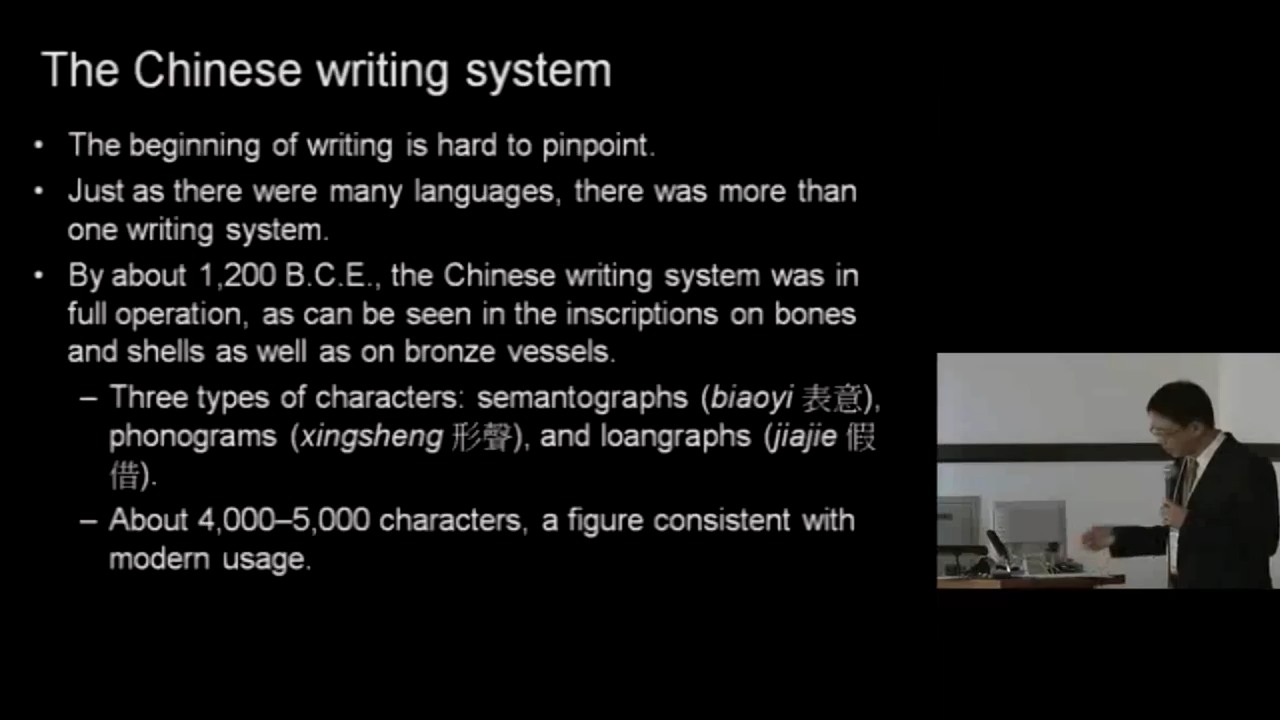 The Chinese writing system
• The beginning of writing is hard to pinpoint.
• Just as there were many languages, there was more than
one writing system.
• By about 1,200 B.C.E., the Chinese writing system was in
full operation, as can be seen in the inscriptions on bones
and shells as well as on bronze vessels.
– Three types of characters: semantographs (biaoyi 表意),
phonograms (xingsheng 形聲), and loangraphs (jiajie 假
借).
– About 4,000–5,000 characters, a figure consistent with
modern usage.